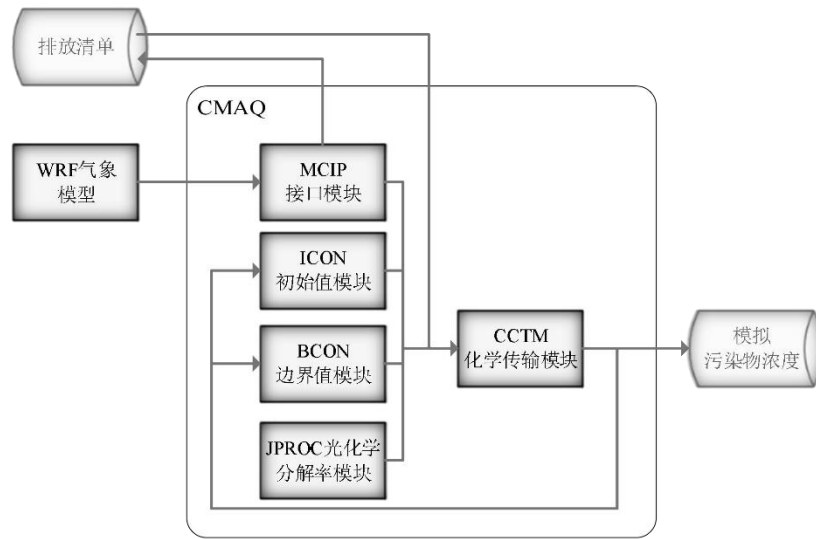 排放清单
CMAQ
WRF气象
模型
MCIP
接口模块
ICON
初始值模块
BCON
边界值模块
JPROC光化学
分解率模块
CCTM
化学传输模块
模拟
污染物浓度